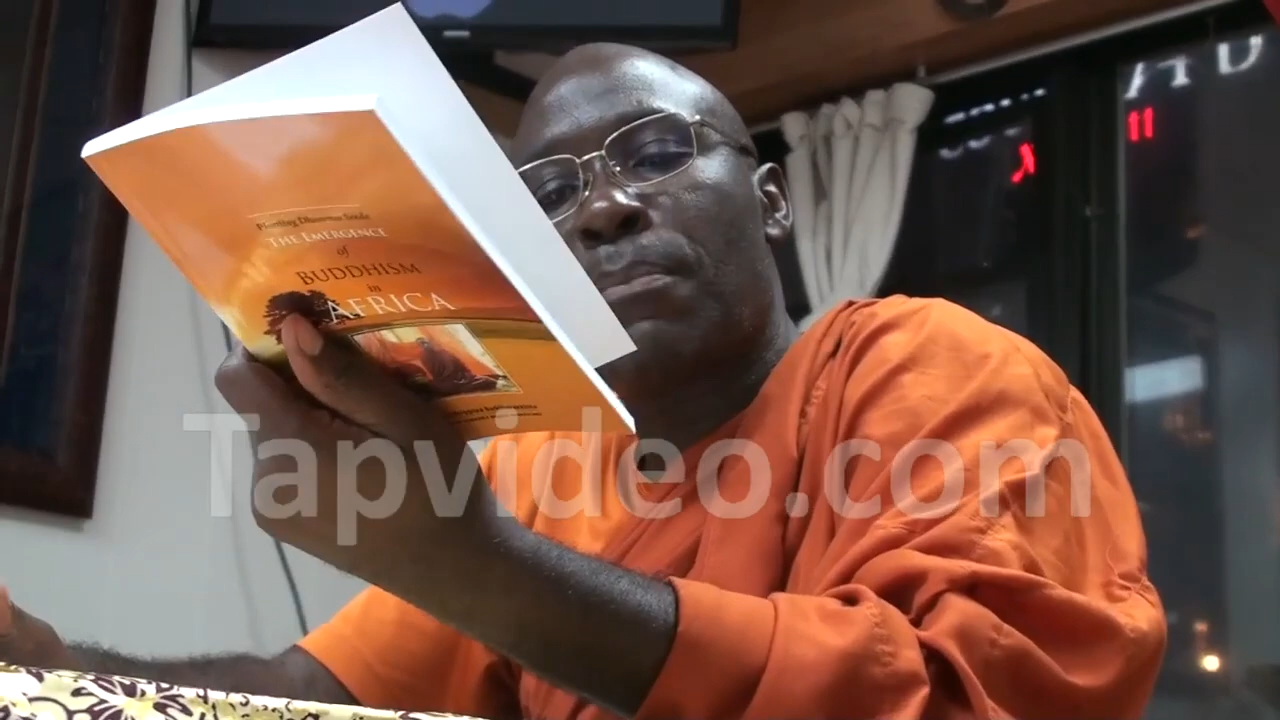 Planting Dhamma Seeds
THE EMERGENCE
of
BUDDHISM
in
AFRICA
Tapvideo.com